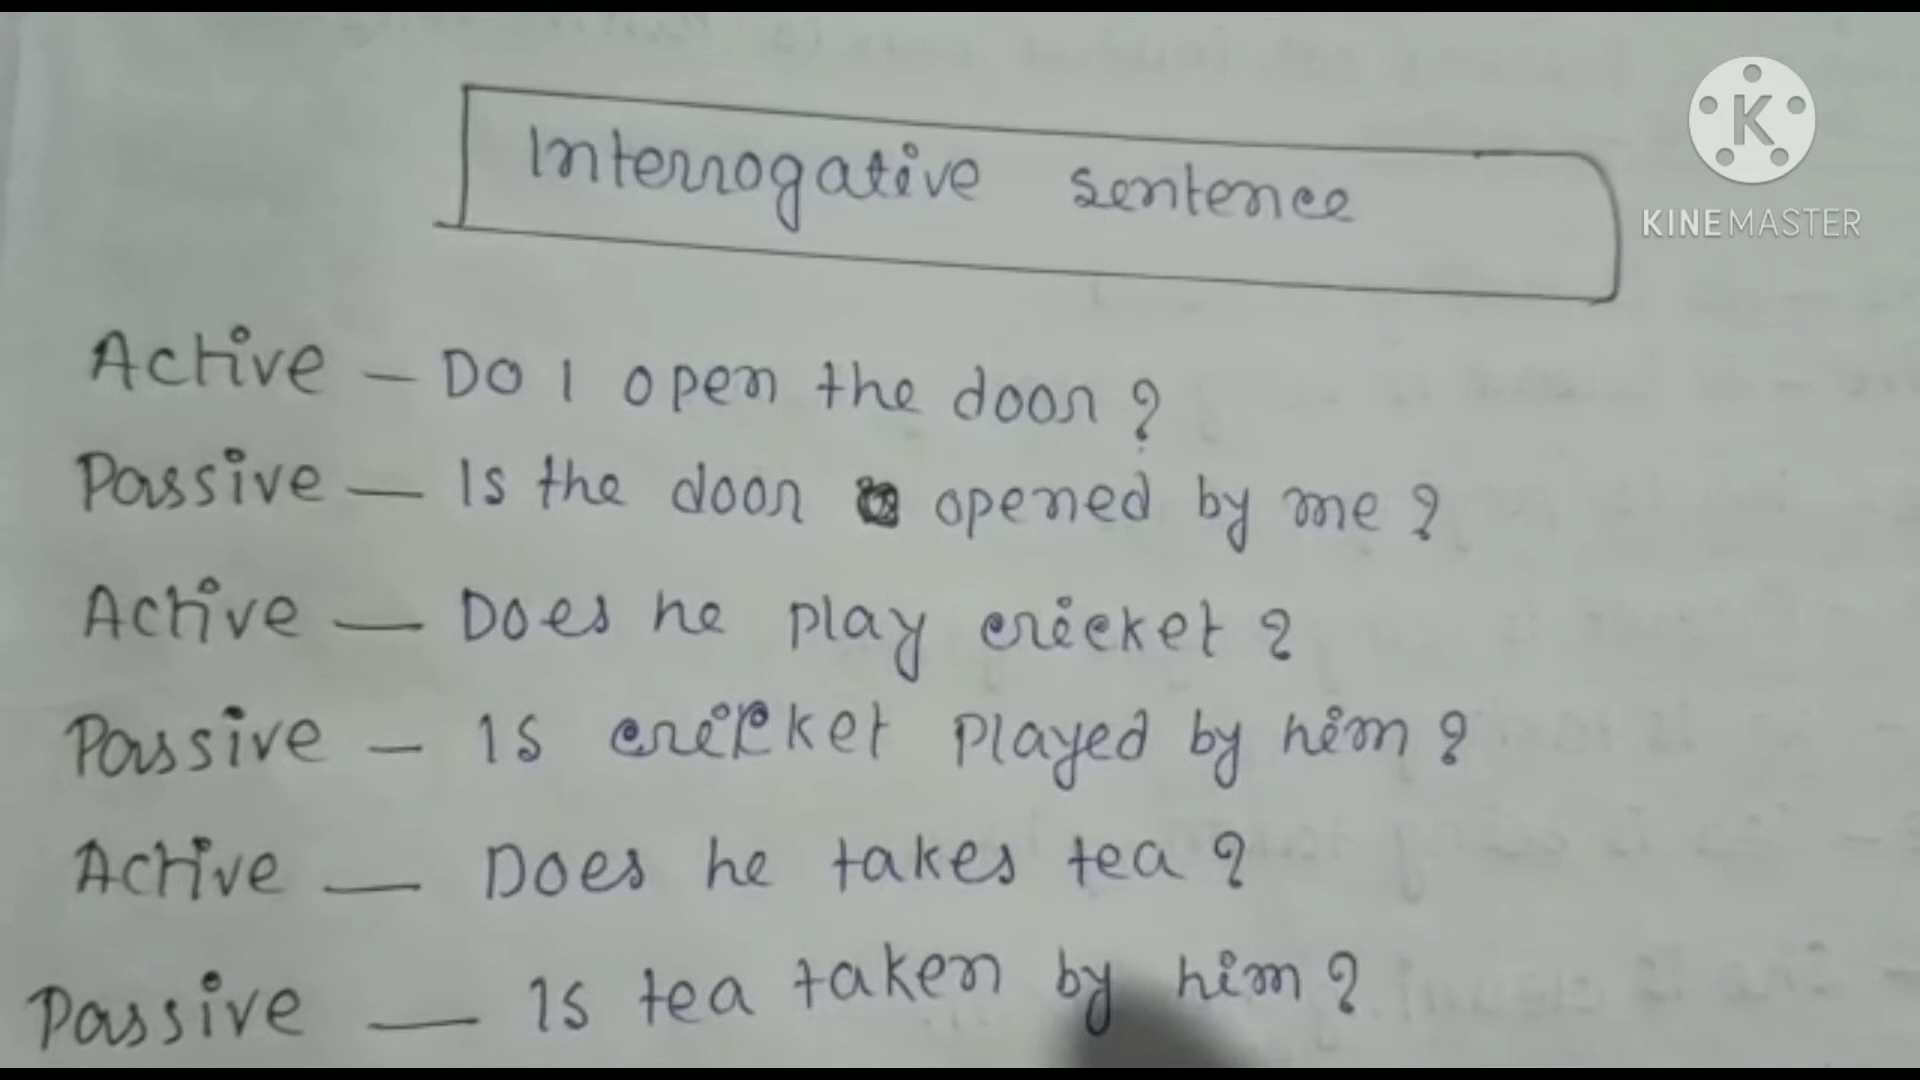 Interrogative sentence
K
KINEMASTER
Active — Do I open the door?
Passive — Is the door opened by me?
Active — Does he play cricket?
Passive — Is cricket played by him?
Active — Does he takes tea?
Passive — Is tea taken by him?